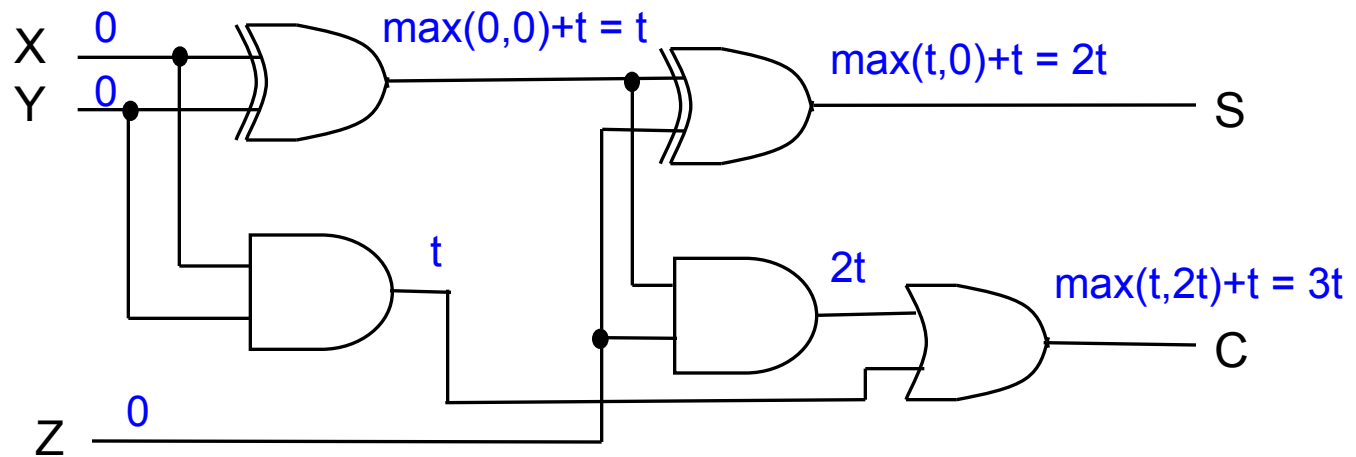 0
max(0,0)+t = t
X
max(t,0)+t = 2t
0
Y
S
t
2t
max(t,2t)+t = 3t
C
0
Z